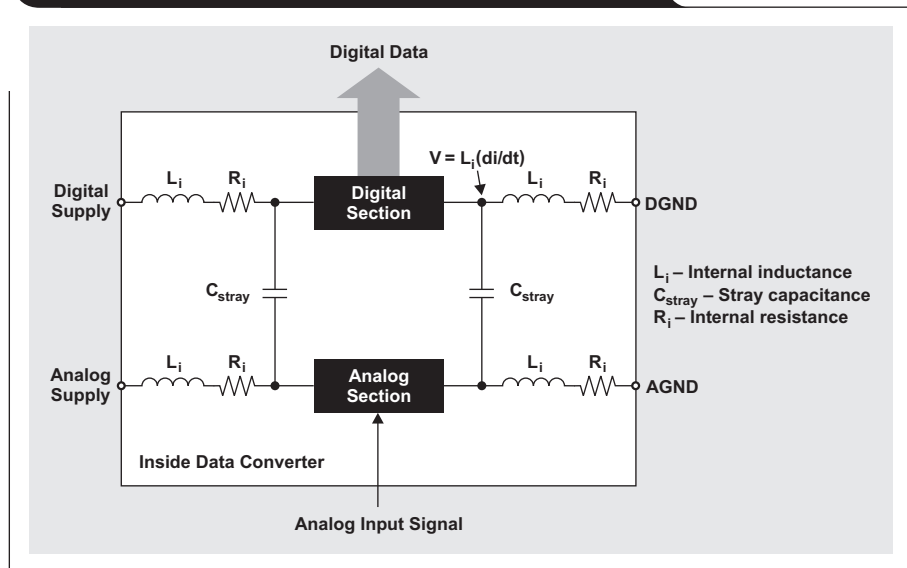 Digital Data
V = Li(di/dt)
Li
Ri
Digital
Supply
Digital
Section
Li
Ri
DGND
Cstray
Cstray
Li – Internal inductance
Cstray – Stray capacitance
Ri – Internal resistance
Li
Ri
Analog
Supply
Analog
Section
Li
Ri
AGND
Inside Data Converter
Analog Input Signal